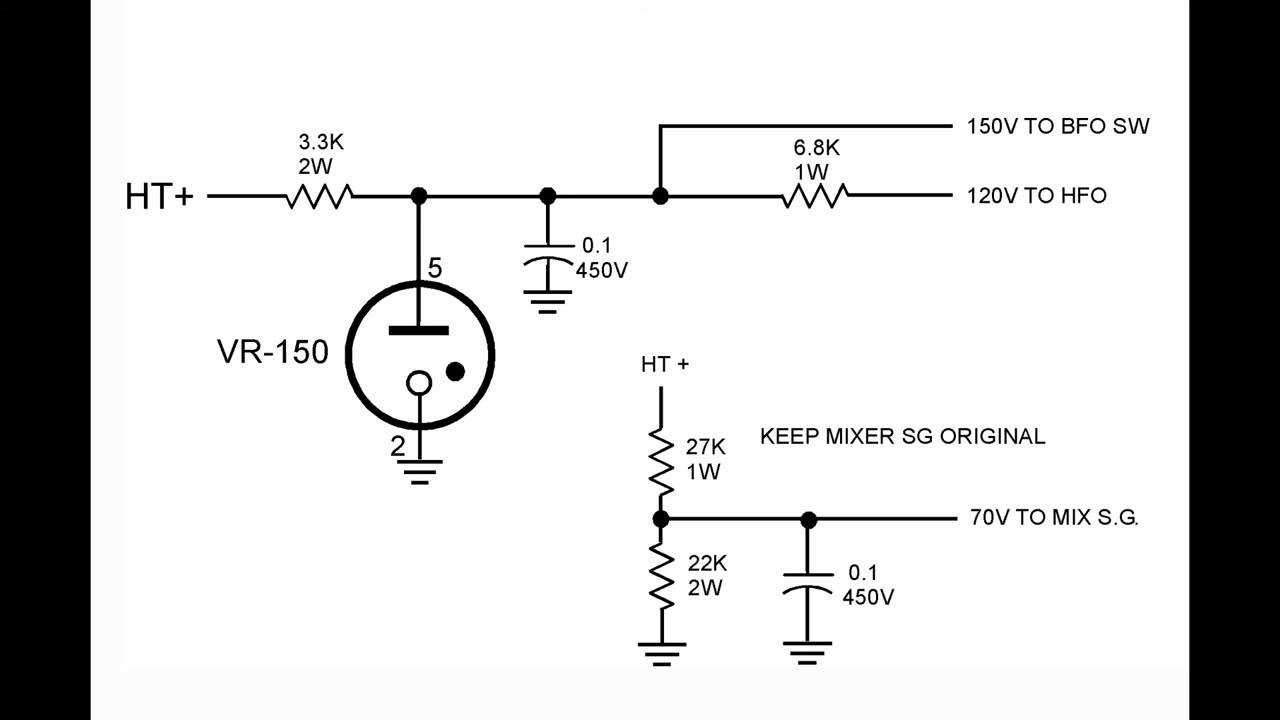 3.3K
2W
HT+
150V TO BFO SW
6.8K
1W
120V TO HFO
0.1
450V
5
VR-150
2
HT +
27K
1W
KEEP MIXER SG ORIGINAL
70V TO MIX S.G.
22K
2W
0.1
450V